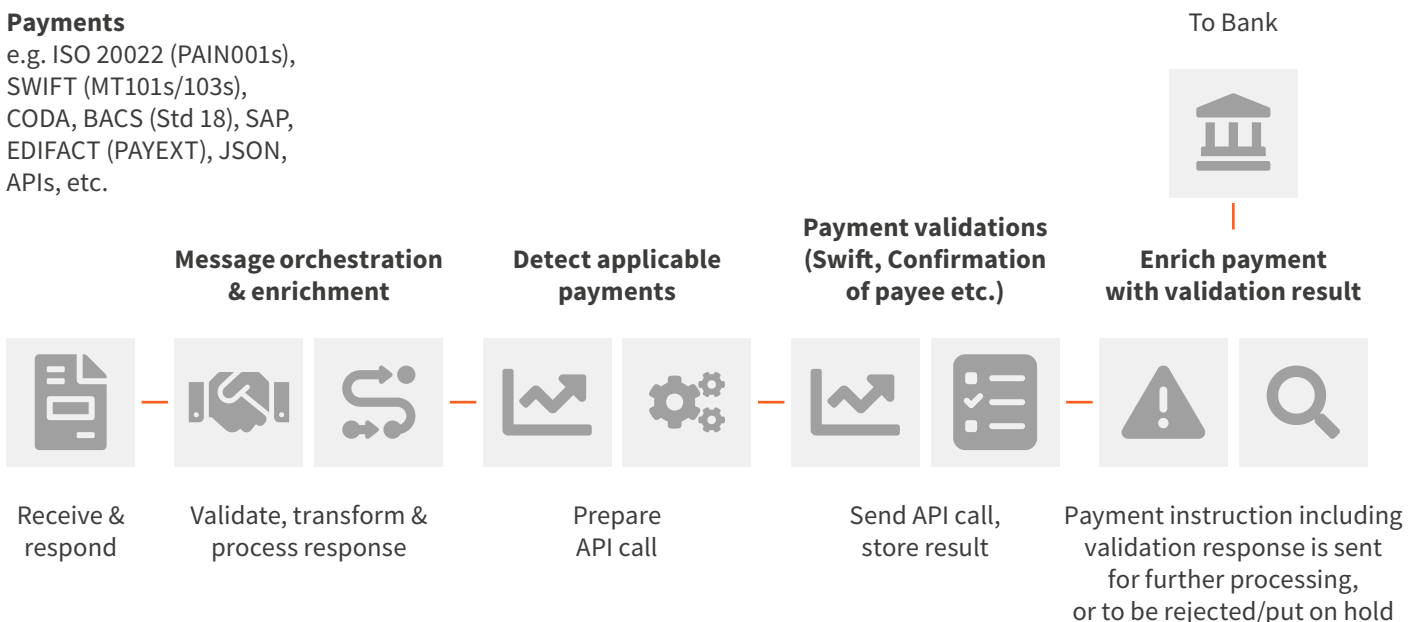 Payments
e.g. ISO 20022 (PAIN001s),
SWIFT (MT101s/103s),
CODA, BACS (Std 18), SAP,
EDIFACT (PAYEXT), JSON,
APIs, etc.
To Bank
Message orchestration
& enrichment
Detect applicable
payments
Payment validations
(Swift, Confirmation
of payee etc.)
Enrich payment
with validation result
Receive &
respond
Validate, transform &
process response
Prepare
API call
Send API call,
store result
Payment instruction including
validation response is sent
for further processing,
or to be rejected/put on hold